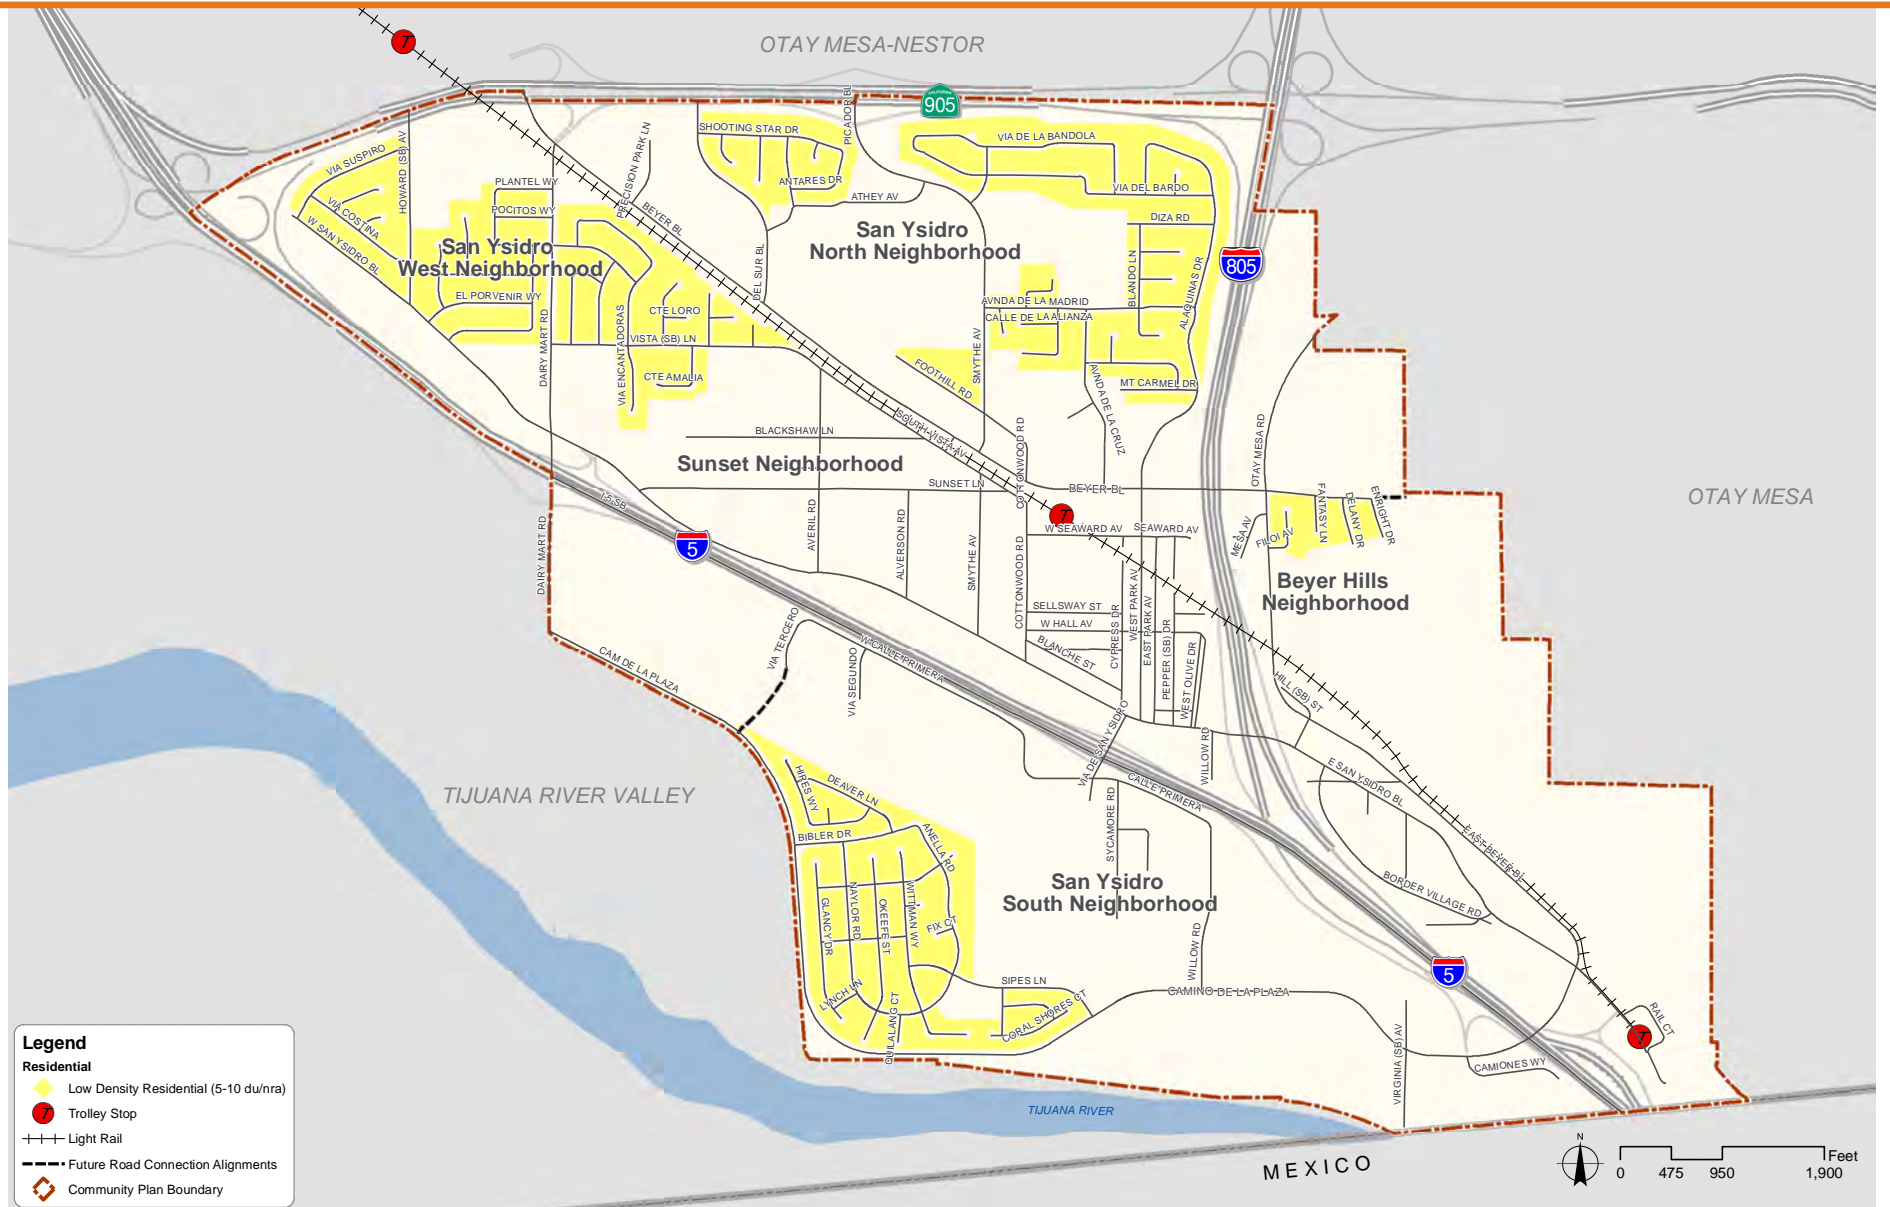 OTAY MESA-NESTOR
CALIFORNIA
905
PICADOR BL
SHOOTING STAR DR
VIA DE LA BANDOLA
HOWARD (SB) AV
VIA SUSPIRO
PRECISION PARK LN
PLANTEL WY
ANTARES DR
VIA DEL BARDO
ATHEY AV
VIA COSTINA
POCITOS WY
BEYER BL
DIZA RD
W SAN YSIDRO BL
San Ysidro
West Neighborhood
San Ysidro
North Neighborhood
805
DEL SUR BL
BLANDO LN
ALAQUINAS DR
EL PORVENIR WY
AVNDA DE LA MADRID
CTE LORO
CALLE DE LA ALIANZA
DAIRY MART RD
VIA ENCANTADORAS
VISTA (SB) LN
SMYTHE AV
CTE AMALIA
FOOTHILL RD
MT CARMEL DR
AVNDA DE LA CRUZ
SOUTH VISTA AV
BLACKSHAW LN
COTTONWOOD RD
OTAY MESA RD
Sunset Neighborhood
SUNSET LN
BEYER BL
OTAY MESA
I-5 SB
FANTASY LN
DELANY DR
ENRIGHT DR
T
W SEAWARD AV
SEAWARD AV
MESA AV
FILOI AV
5
DAIRY MART RD
AVERIL RD
ALVERSON RD
SMYTHE AV
COTTONWOOD RD
Beyer Hills
Neighborhood
SELLSWAY ST
W HALL AV
BLANCHE ST
CYPRESS DR
WEST PARK AV
EAST PARK AV
PEPPER (SB) DR
WEST OLIVE DR
VIA TERCERO
W CALLE PRIMERA
CAM DE LA PLAZA
VIA SEGUNDO
HILL (SB) ST
VIA DE SAN YSIDRO
WILLOW RD
TIJUANA RIVER VALLEY
HIRES WY
DEAVER LN
CALLE PRIMERA
E SAN YSIDRO BL
BIBLER DR
ANELLA RD
SYCAMORE RD
EAST BEYER BL
San Ysidro
South Neighborhood
BORDER VILLAGE RD
GLANCY DR
NAYLOR RD
OKEEFE ST
WITTMAN WY
FIX CT
WILLOW RD
5
LYNCH LN
QUILALANG CT
SIPES LN
CORAL SHORES CT
CAMINO DE LA PLAZA
RAIL CT
T
VIRGINIA (SB) AV
CAMIONES WY
TIJUANA RIVER
MEXICO
Legend
Residential
Low Density Residential (5-10 du/nra)
T
Trolley Stop
Light Rail
Future Road Connection Alignments
Community Plan Boundary
N
Feet
0 475 950 1,900
T